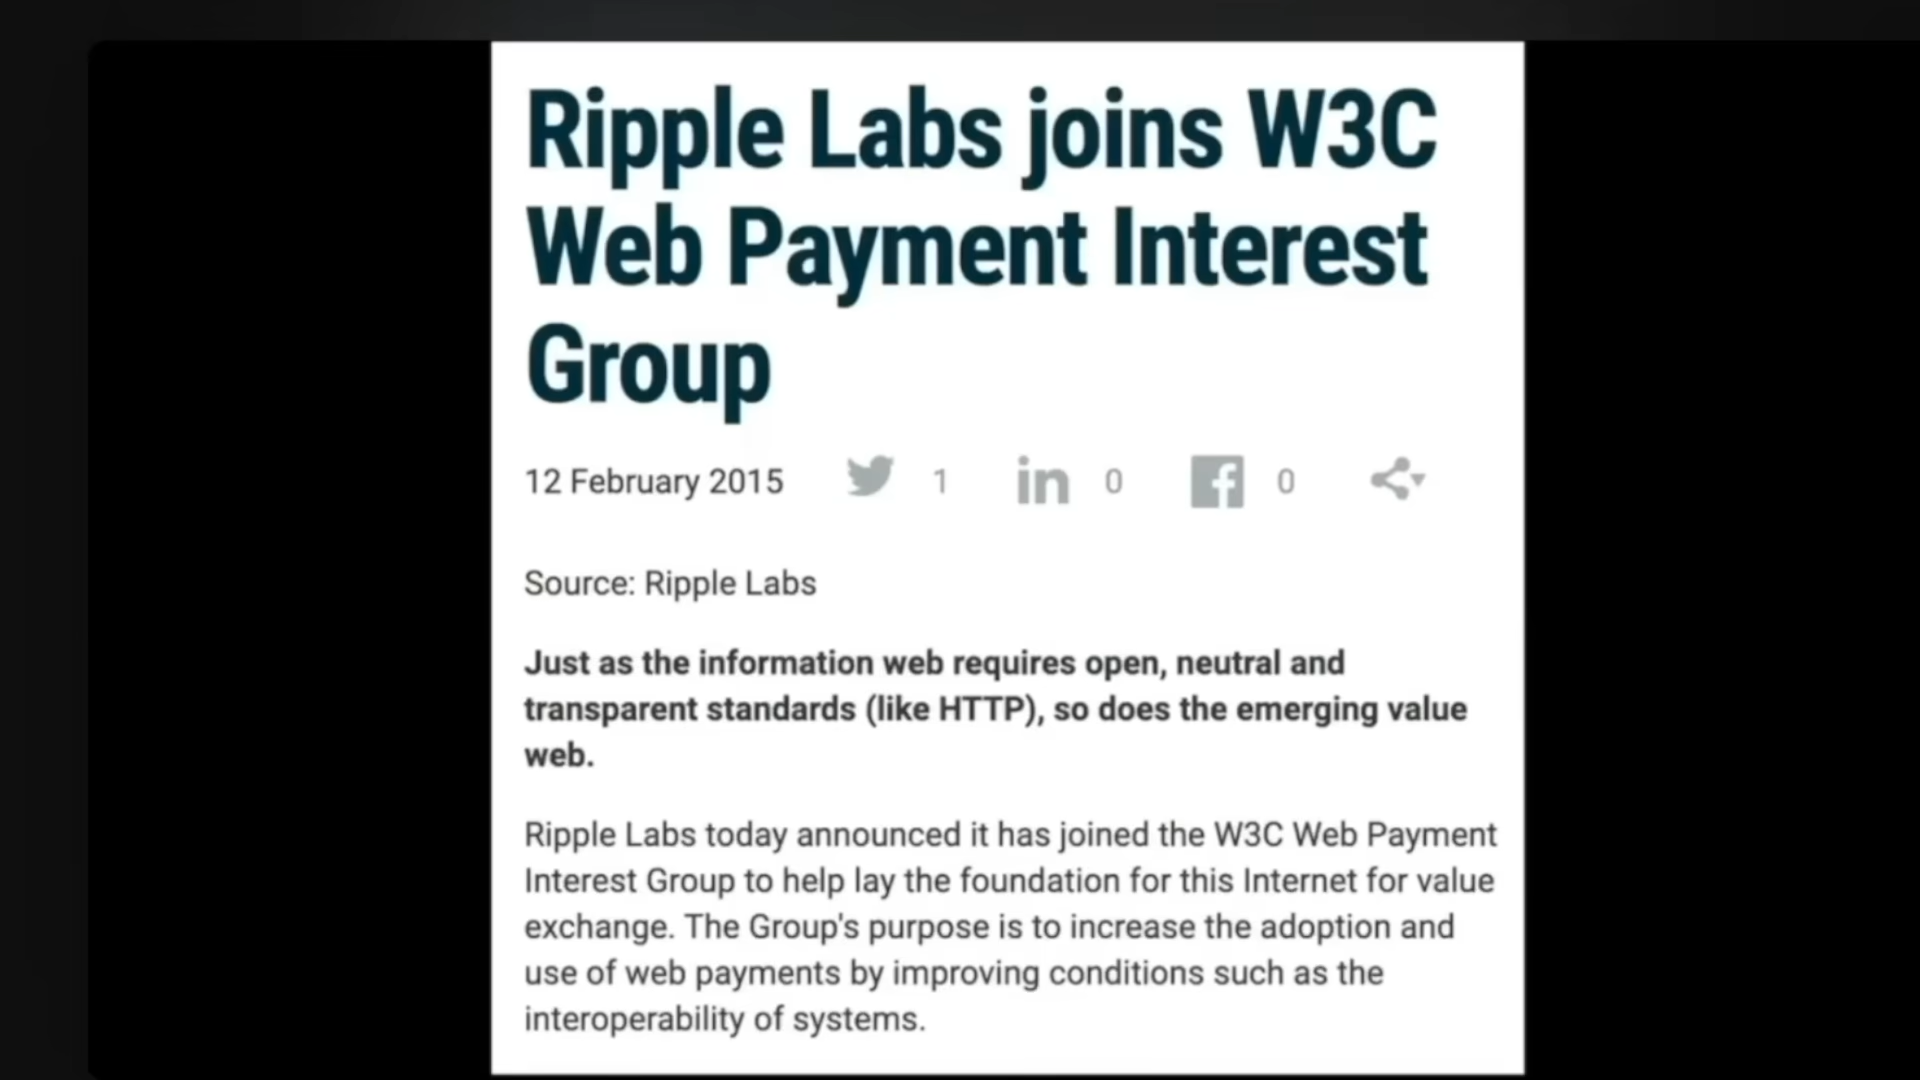 Ripple Labs joins W3C
Web Payment Interest
Group
12 February 2015 1 0 0
Source: Ripple Labs
Just as the information web requires open, neutral and
transparent standards (like HTTP), so does the emerging value
web.
Ripple Labs today announced it has joined the W3C Web Payment
Interest Group to help lay the foundation for this Internet for value
exchange. The Group's purpose is to increase the adoption and
use of web payments by improving conditions such as the
interoperability of systems.